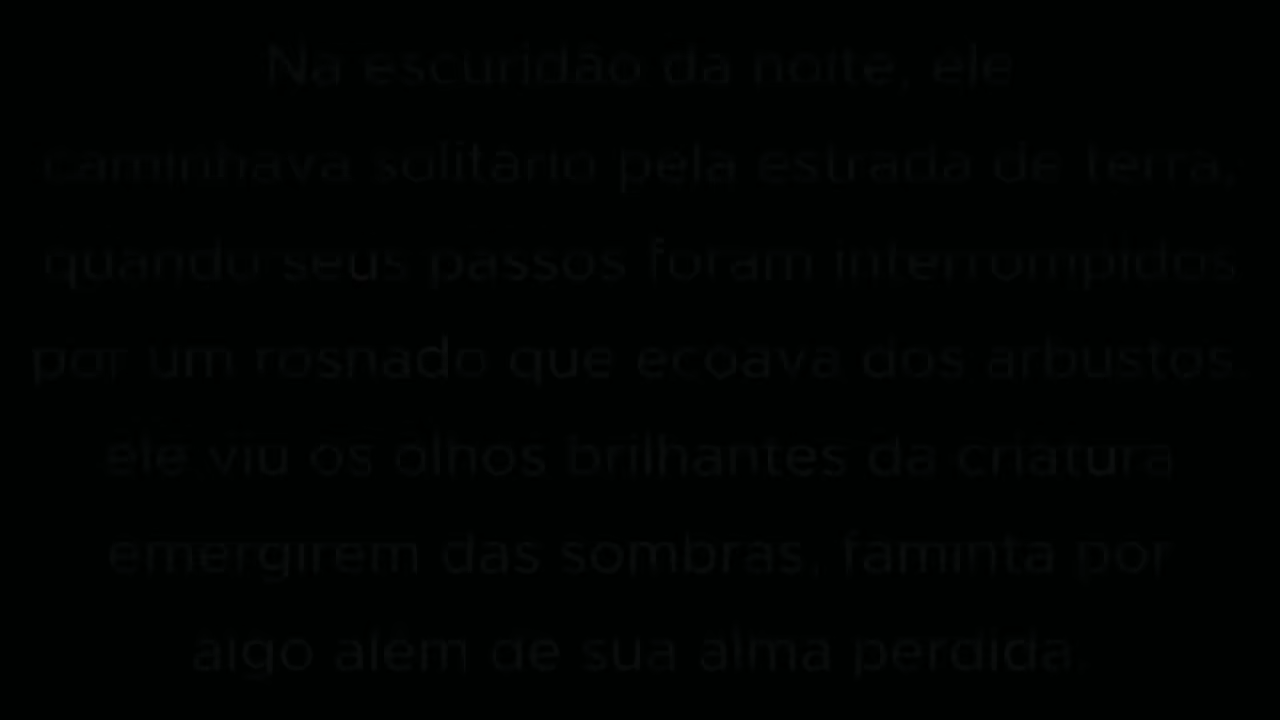 Na escuridão da noite, ele
caminhava solitário pela estrada de terra,
quando seus passos foram interrompidos
por um rosnado que ecoava dos arbustos.
ele viu os olhos brilhantes da criatura
emergirem das sombras, faminta por
algo além de sua alma perdida.